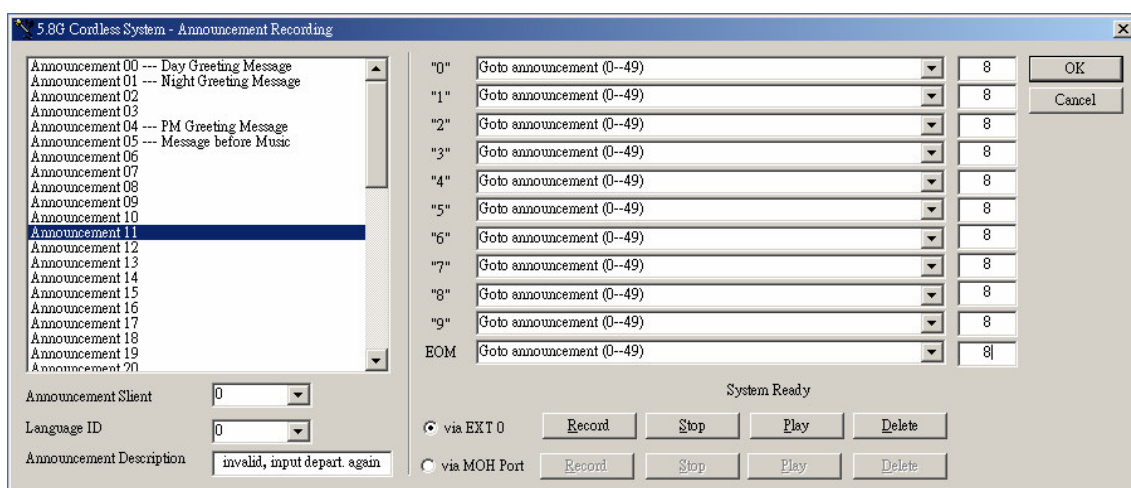 5.8G Cordless System - Announcement Recording
Announcement 00 --- Day Greeting Message
Announcement 01 --- Night Greeting Message
Announcement 02
Announcement 03
Announcement 04 --- PM Greeting Message
Announcement 05 --- Message before Music
Announcement 06
Announcement 07
Announcement 08
Announcement 09
Announcement 10
Announcement 11
Announcement 12
Announcement 13
Announcement 14
Announcement 15
Announcement 16
Announcement 17
Announcement 18
Announcement 19
Announcement 20
Announcement Slient 0
Language ID 0
Announcement Description invalid, input depart. again
"0" Goto announcement (0--49) 8
"1" Goto announcement (0--49) 8
"2" Goto announcement (0--49) 8
"3" Goto announcement (0--49) 8
"4" Goto announcement (0--49) 8
"5" Goto announcement (0--49) 8
"6" Goto announcement (0--49) 8
"7" Goto announcement (0--49) 8
"8" Goto announcement (0--49) 8
"9" Goto announcement (0--49) 8
EOM Goto announcement (0--49) 8
System Ready
via EXT 0 Record Stop Play Delete
via MOH Port Record Stop Play Delete
OK
Cancel